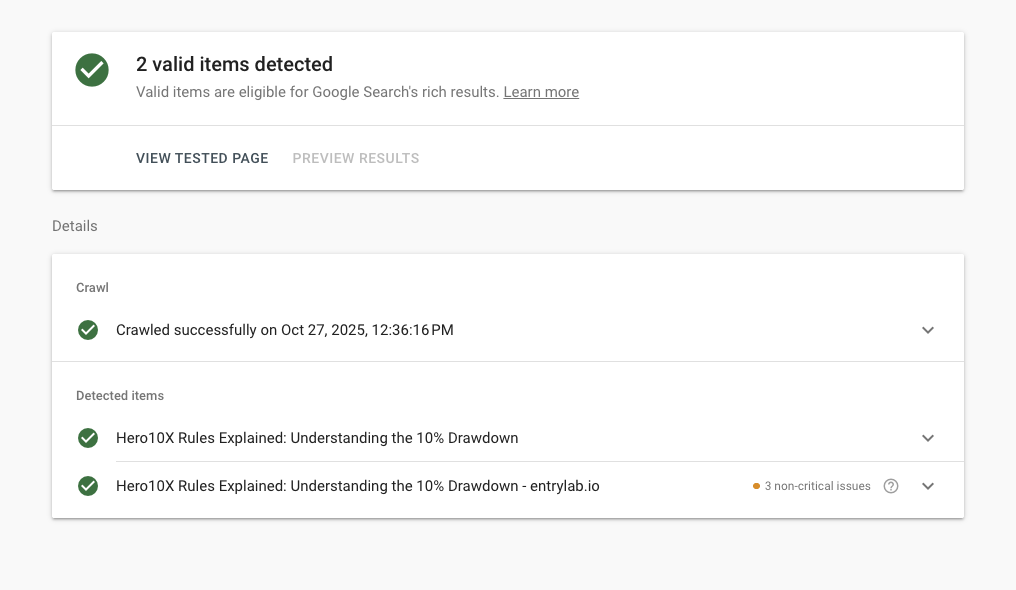 2 valid items detected
Valid items are eligible for Google Search's rich results. Learn more
VIEW TESTED PAGE PREVIEW RESULTS
Details
Crawl
Crawled successfully on Oct 27, 2025, 12:36:16 PM
Detected items
Hero10X Rules Explained: Understanding the 10% Drawdown
Hero10X Rules Explained: Understanding the 10% Drawdown - entrylab.io 3 non-critical issues ?